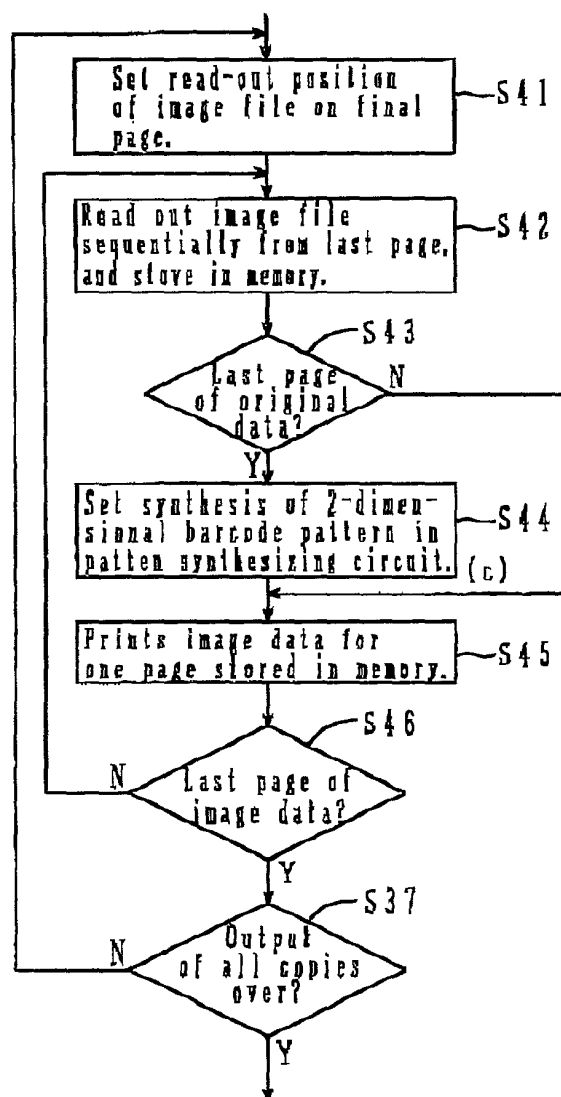 Set read-out position
of image file on final
page.
S41
Read out image file
sequentially from last page,
and store in memory.
S42
S43
Last page
of original
data?
N
Y
Set synthesis of 2-dimen-
sional barcode pattern in
patten synthesizing circuit.
S44
(c)
Prints image data for
one page stored in memory.
S45
S46
Last page of
image data?
N
Y
S37
Output
of all copies
over?
N
Y